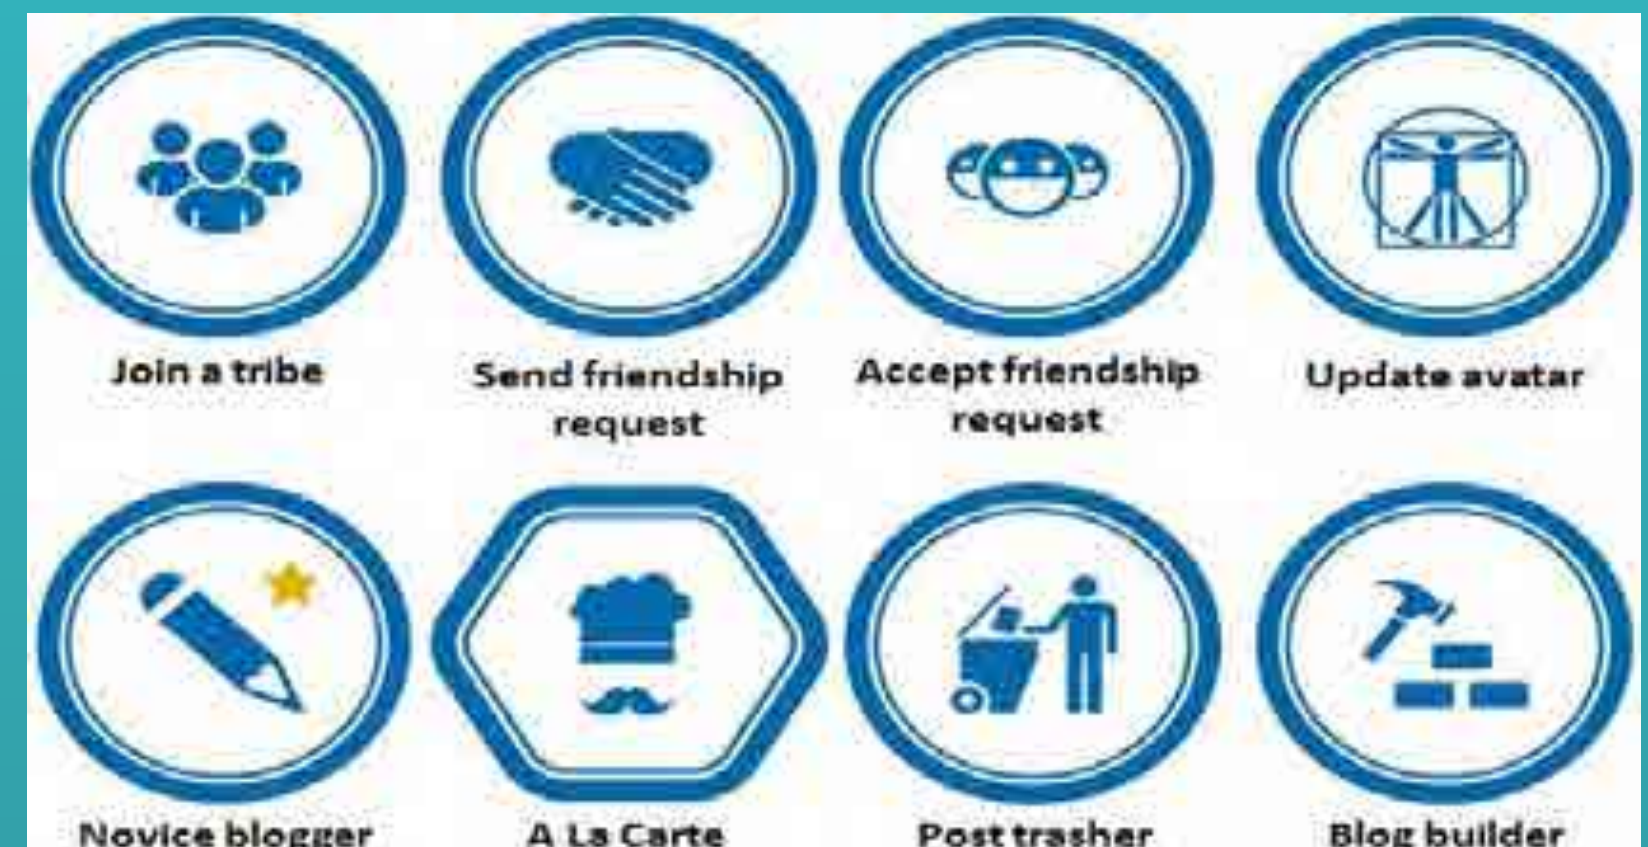 Join a tribe
Send friendship
request
Accept friendship
request
Update avatar
Novice blogger
A La Carte
Post trasher
Blog builder